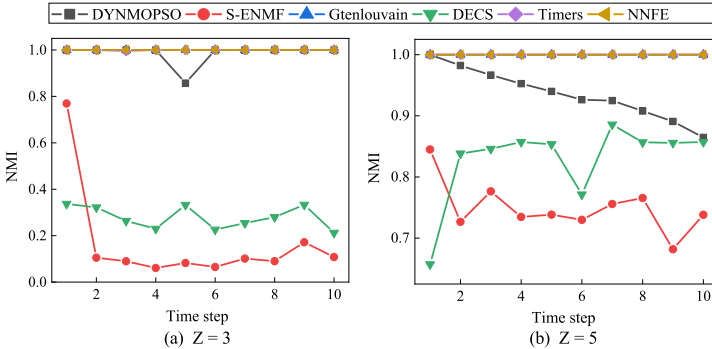 DYNMOPSO S-ENMF Gtenlouvain DECS Timers NNFE
1.0
0.8
0.6
0.4
0.2
0.0
NMI
2 4 6 8 10
Time step
(a) Z = 3
1.0
0.9
0.8
0.7
NMI
2 4 6 8 10
Time step
(b) Z = 5